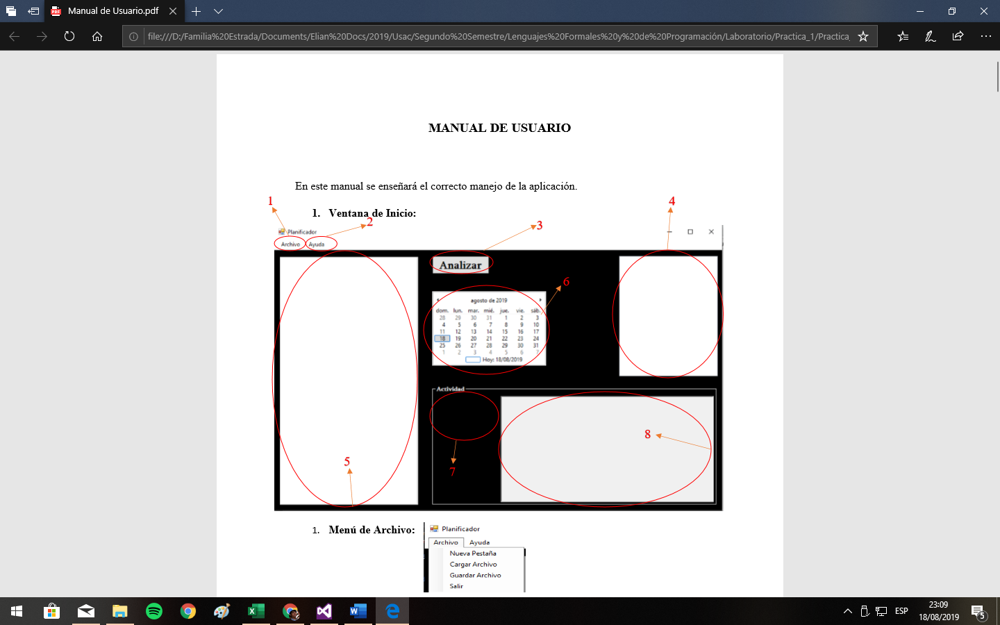 Manual de Usuario.pdf
file:///D:/Familia%20Estrada/Documents/Elian%20Docs/2019/Usac/Segundo%20Semestre/Lenguajes%20Formales%20y%20de%20Programación/Laboratorio/Practica_1/Practica_
MANUAL DE USUARIO
En este manual se enseñará el correcto manejo de la aplicación.
1
4
1. Ventana de Inicio:
2
3
Planificador
Archivo Ayuda
Analizar
6
agosto de 2019
dom. lun. mar. mié. jue. vie. sáb.
28 29 30 31 1 2 3
4 5 6 7 8 9 10
11 12 13 14 15 16 17
18 19 20 21 22 23 24
25 26 27 28 29 30 31
1 2 3 4 5 6 7
Hoy: 18/08/2019
Actividad
8
5
7
1. Menú de Archivo:
Planificador
Archivo Ayuda
Nueva Pestaña
Cargar Archivo
Guardar Archivo
Salir
ESP
23:09
18/08/2019
5